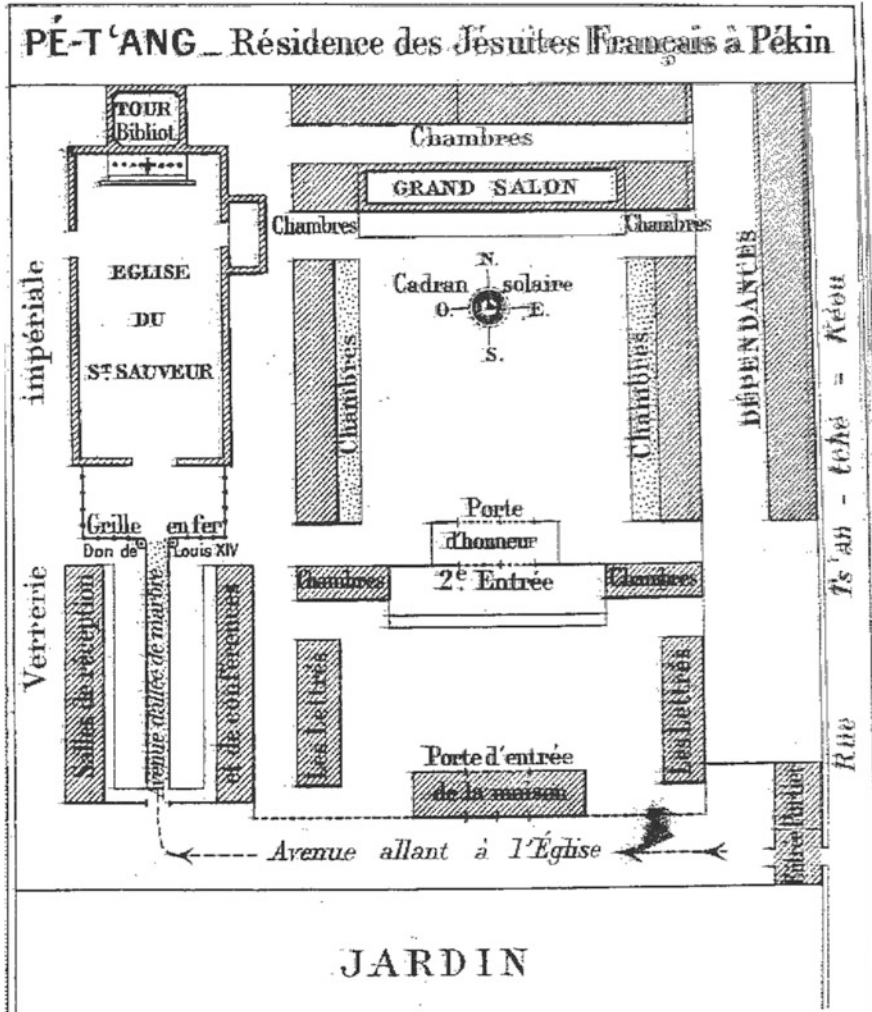 PÉ-T'ANG _ Résidence des Jésuites Français à Pékin
TOUR
Bibliot.
Chambres
GRAND SALON
Chambres
Chambres
EGLISE
DU
ST. SAUVEUR
N.
Cadran solaire
O. E.
S.
Chambres
Chambres
DÉPENDANCES
impériale
Verrerie
Rue Ts'an - tché = Kéou
Grille en fer
Don de Louis XIV
Porte
d'honneur
2e. Entrée
Chambres
Chambres
Salles de réception
Avenue dallée de marbre
et de conférences
Les Lettrés
Les Lettrés
Porte d'entrée
de la maison
Avenue allant à l'Église
Entrée Portier
JARDIN